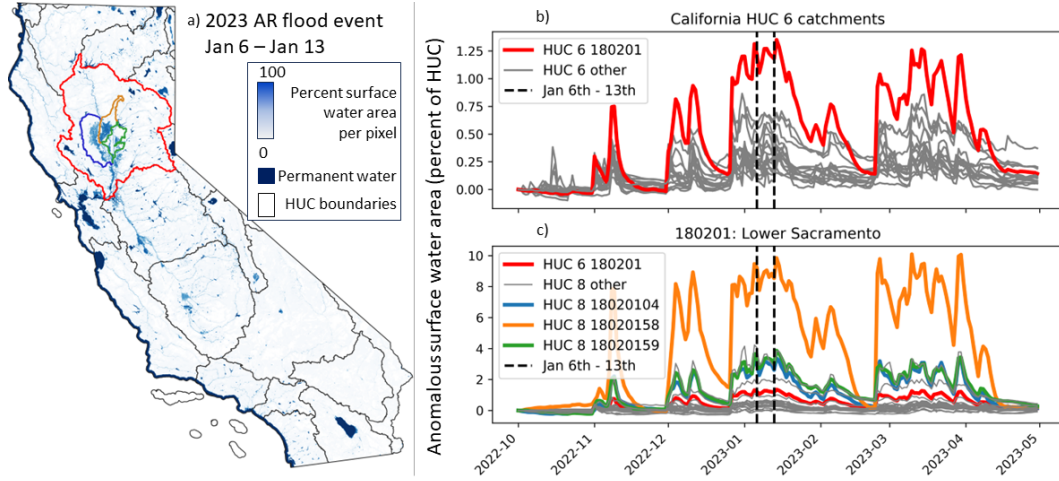 a) 2023 AR flood event
Jan 6 – Jan 13
100
Percent surface
water area
per pixel
0
Permanent water
HUC boundaries
Anomalous surface water area (percent of HUC)
b) California HUC 6 catchments
1.25
1.00
0.75
0.50
0.25
0.00
HUC 6 180201
HUC 6 other
Jan 6th - 13th
c) 180201: Lower Sacramento
10
8
6
4
2
0
HUC 6 180201
HUC 8 other
HUC 8 18020104
HUC 8 18020158
HUC 8 18020159
Jan 6th - 13th
2022-10
2022-11
2022-12
2023-01
2023-02
2023-03
2023-04
2023-05